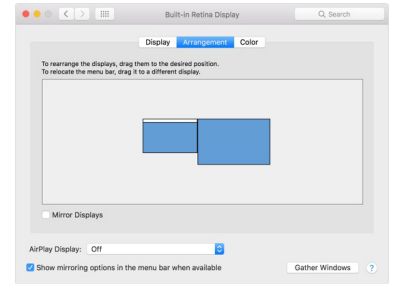 Built-in Retina Display
Search
Display Arrangement Color
To rearrange the displays, drag them to the desired position.
To relocate the menu bar, drag it to a different display.
Mirror Displays
AirPlay Display: Off
Show mirroring options in the menu bar when available
Gather Windows ?